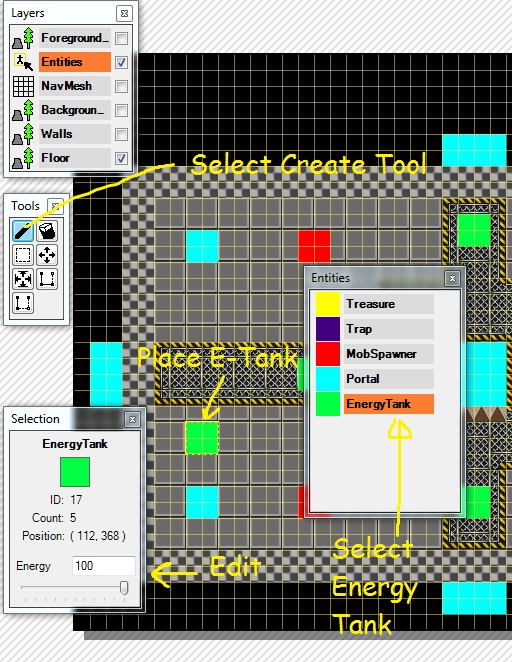 Layers
Foreground_
Entities
NavMesh
Backgroun_
Walls
Floor
Select Create Tool
Tools
Entities
Treasure
Trap
MobSpawner
Portal
EnergyTank
Place E-Tank
Selection
EnergyTank
ID: 17
Count: 5
Position: ( 112, 368 )
Energy 100
Edit
Select
Energy
Tank